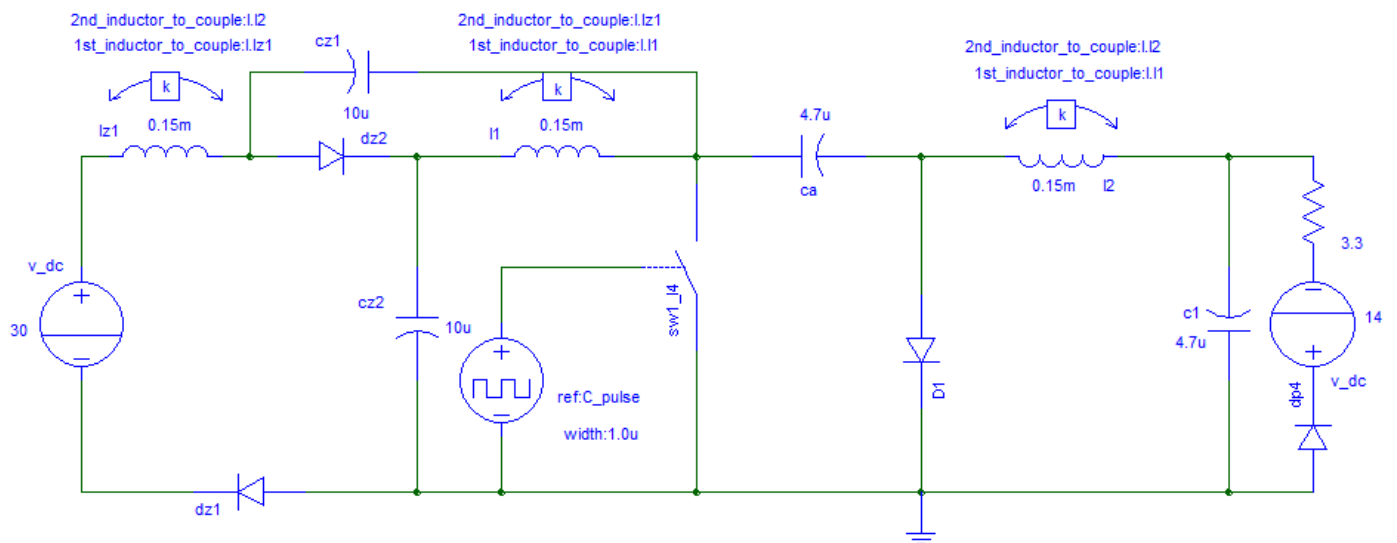 2nd_inductor_to_couple:l.l2
1st_inductor_to_couple:l.lz1
k
lz1
0.15m
cz1
10u
dz2
2nd_inductor_to_couple:l.lz1
1st_inductor_to_couple:l.l1
k
l1
0.15m
4.7u
ca
2nd_inductor_to_couple:l.l2
1st_inductor_to_couple:l.l1
k
0.15m
l2
3.3
v_dc
30
cz2
10u
sw1_l4
ref:C_pulse
width:1.0u
D1
c1
4.7u
14
v_dc
dp4
dz1